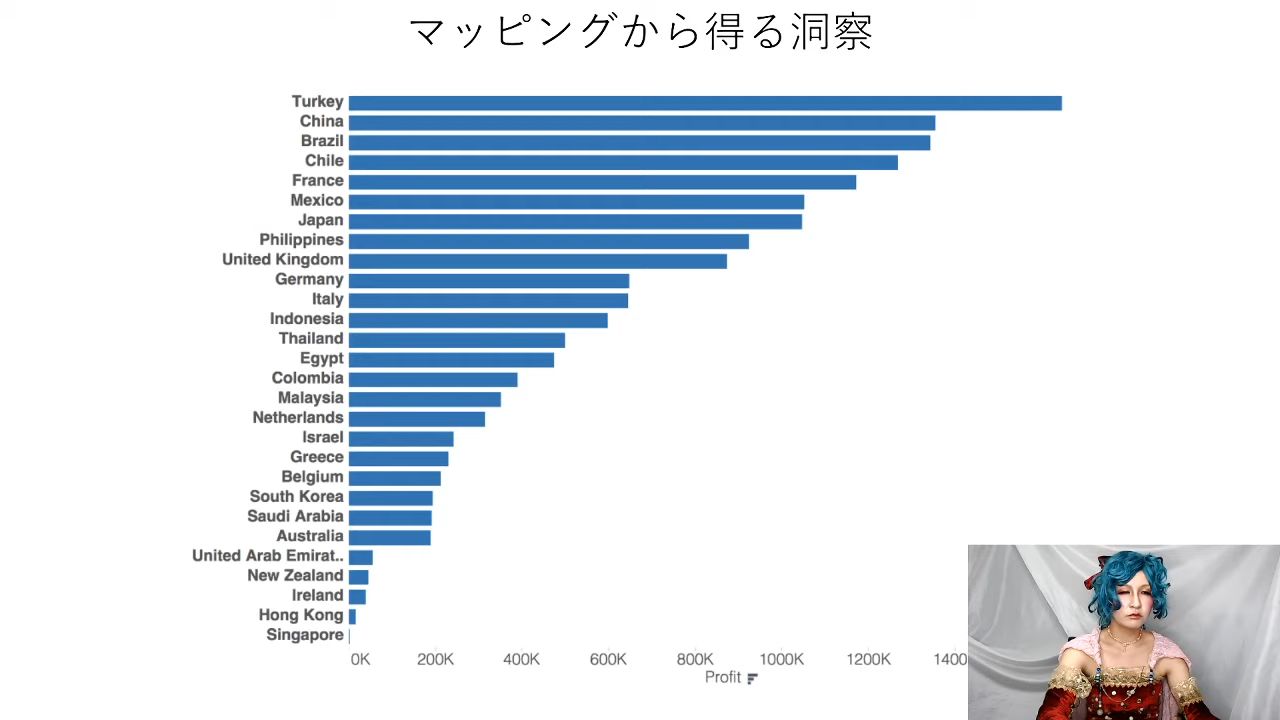 マッピングから得る洞察
Turkey
China
Brazil
Chile
France
Mexico
Japan
Philippines
United Kingdom
Germany
Italy
Indonesia
Thailand
Egypt
Colombia
Malaysia
Netherlands
Israel
Greece
Belgium
South Korea
Saudi Arabia
Australia
United Arab Emirat..
New Zealand
Ireland
Hong Kong
Singapore
0K 200K 400K 600K 800K 1000K 1200K 1400
Profit